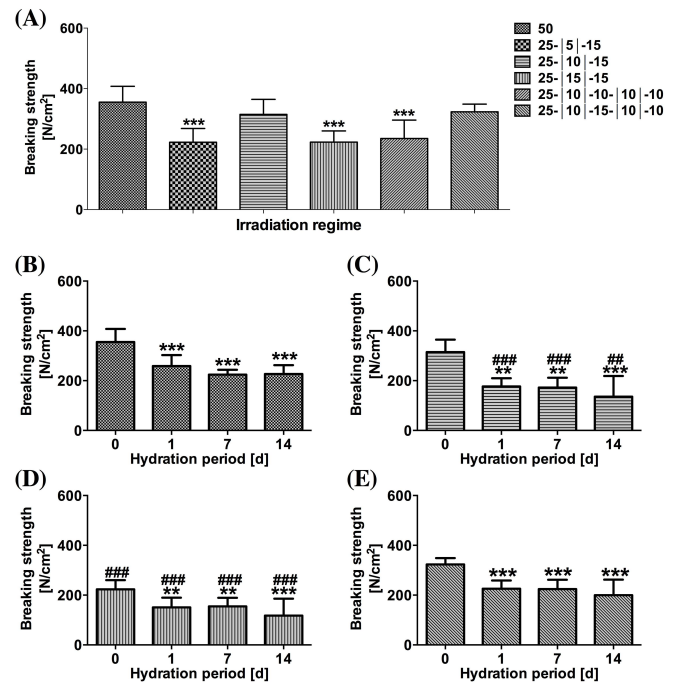 (A)
600
400
200
0
Breaking strength
[N/cm²]
***
***
***
Irradiation regime
50
25-|5|-15
25-|10|-15
25-|15|-15
25-|10|-10-|10|-10
25-|10|-15-|10|-10
(B)
600
400
200
0
Breaking strength
[N/cm²]
***
***
***
0 1 7 14
Hydration period [d]
(C)
600
400
200
0
Breaking strength
[N/cm²]
### ### ##
** ** ***
0 1 7 14
Hydration period [d]
(D)
600
400
200
0
Breaking strength
[N/cm²]
### ### ### ###
** ** ***
0 1 7 14
Hydration period [d]
(E)
600
400
200
0
Breaking strength
[N/cm²]
*** *** ***
0 1 7 14
Hydration period [d]